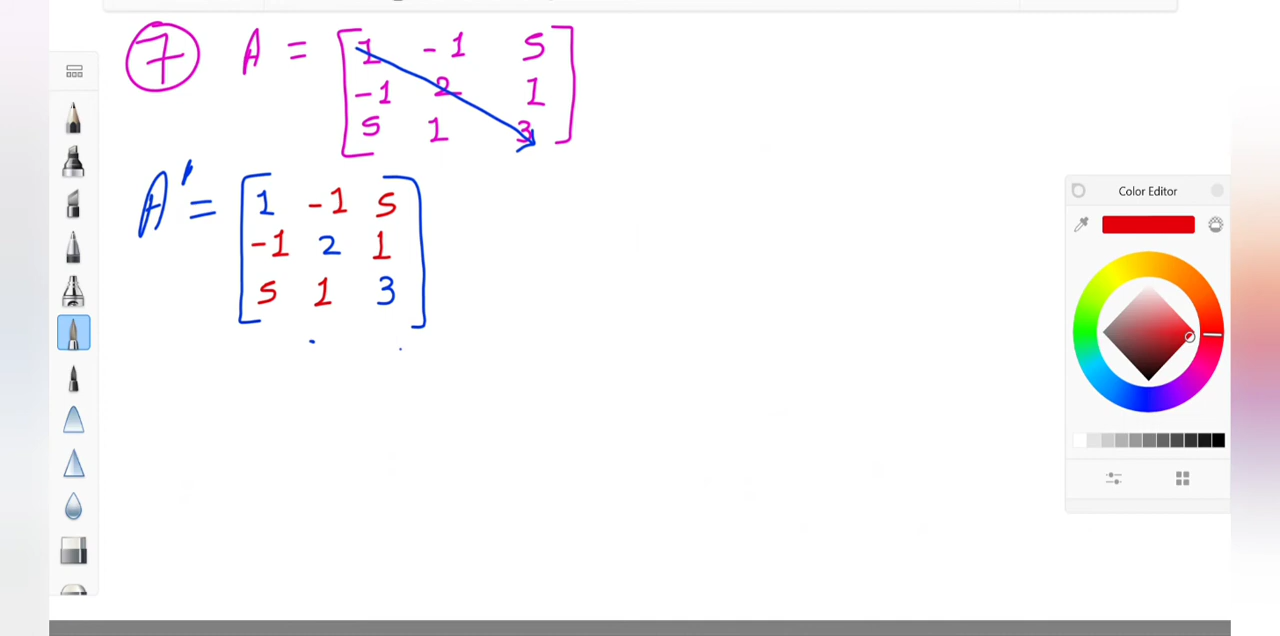 7 A = [ 1 -1 5
-1 2 1
5 1 3 ]
A' = [ 1 -1 5
-1 2 1
5 1 3 ]
Color Editor